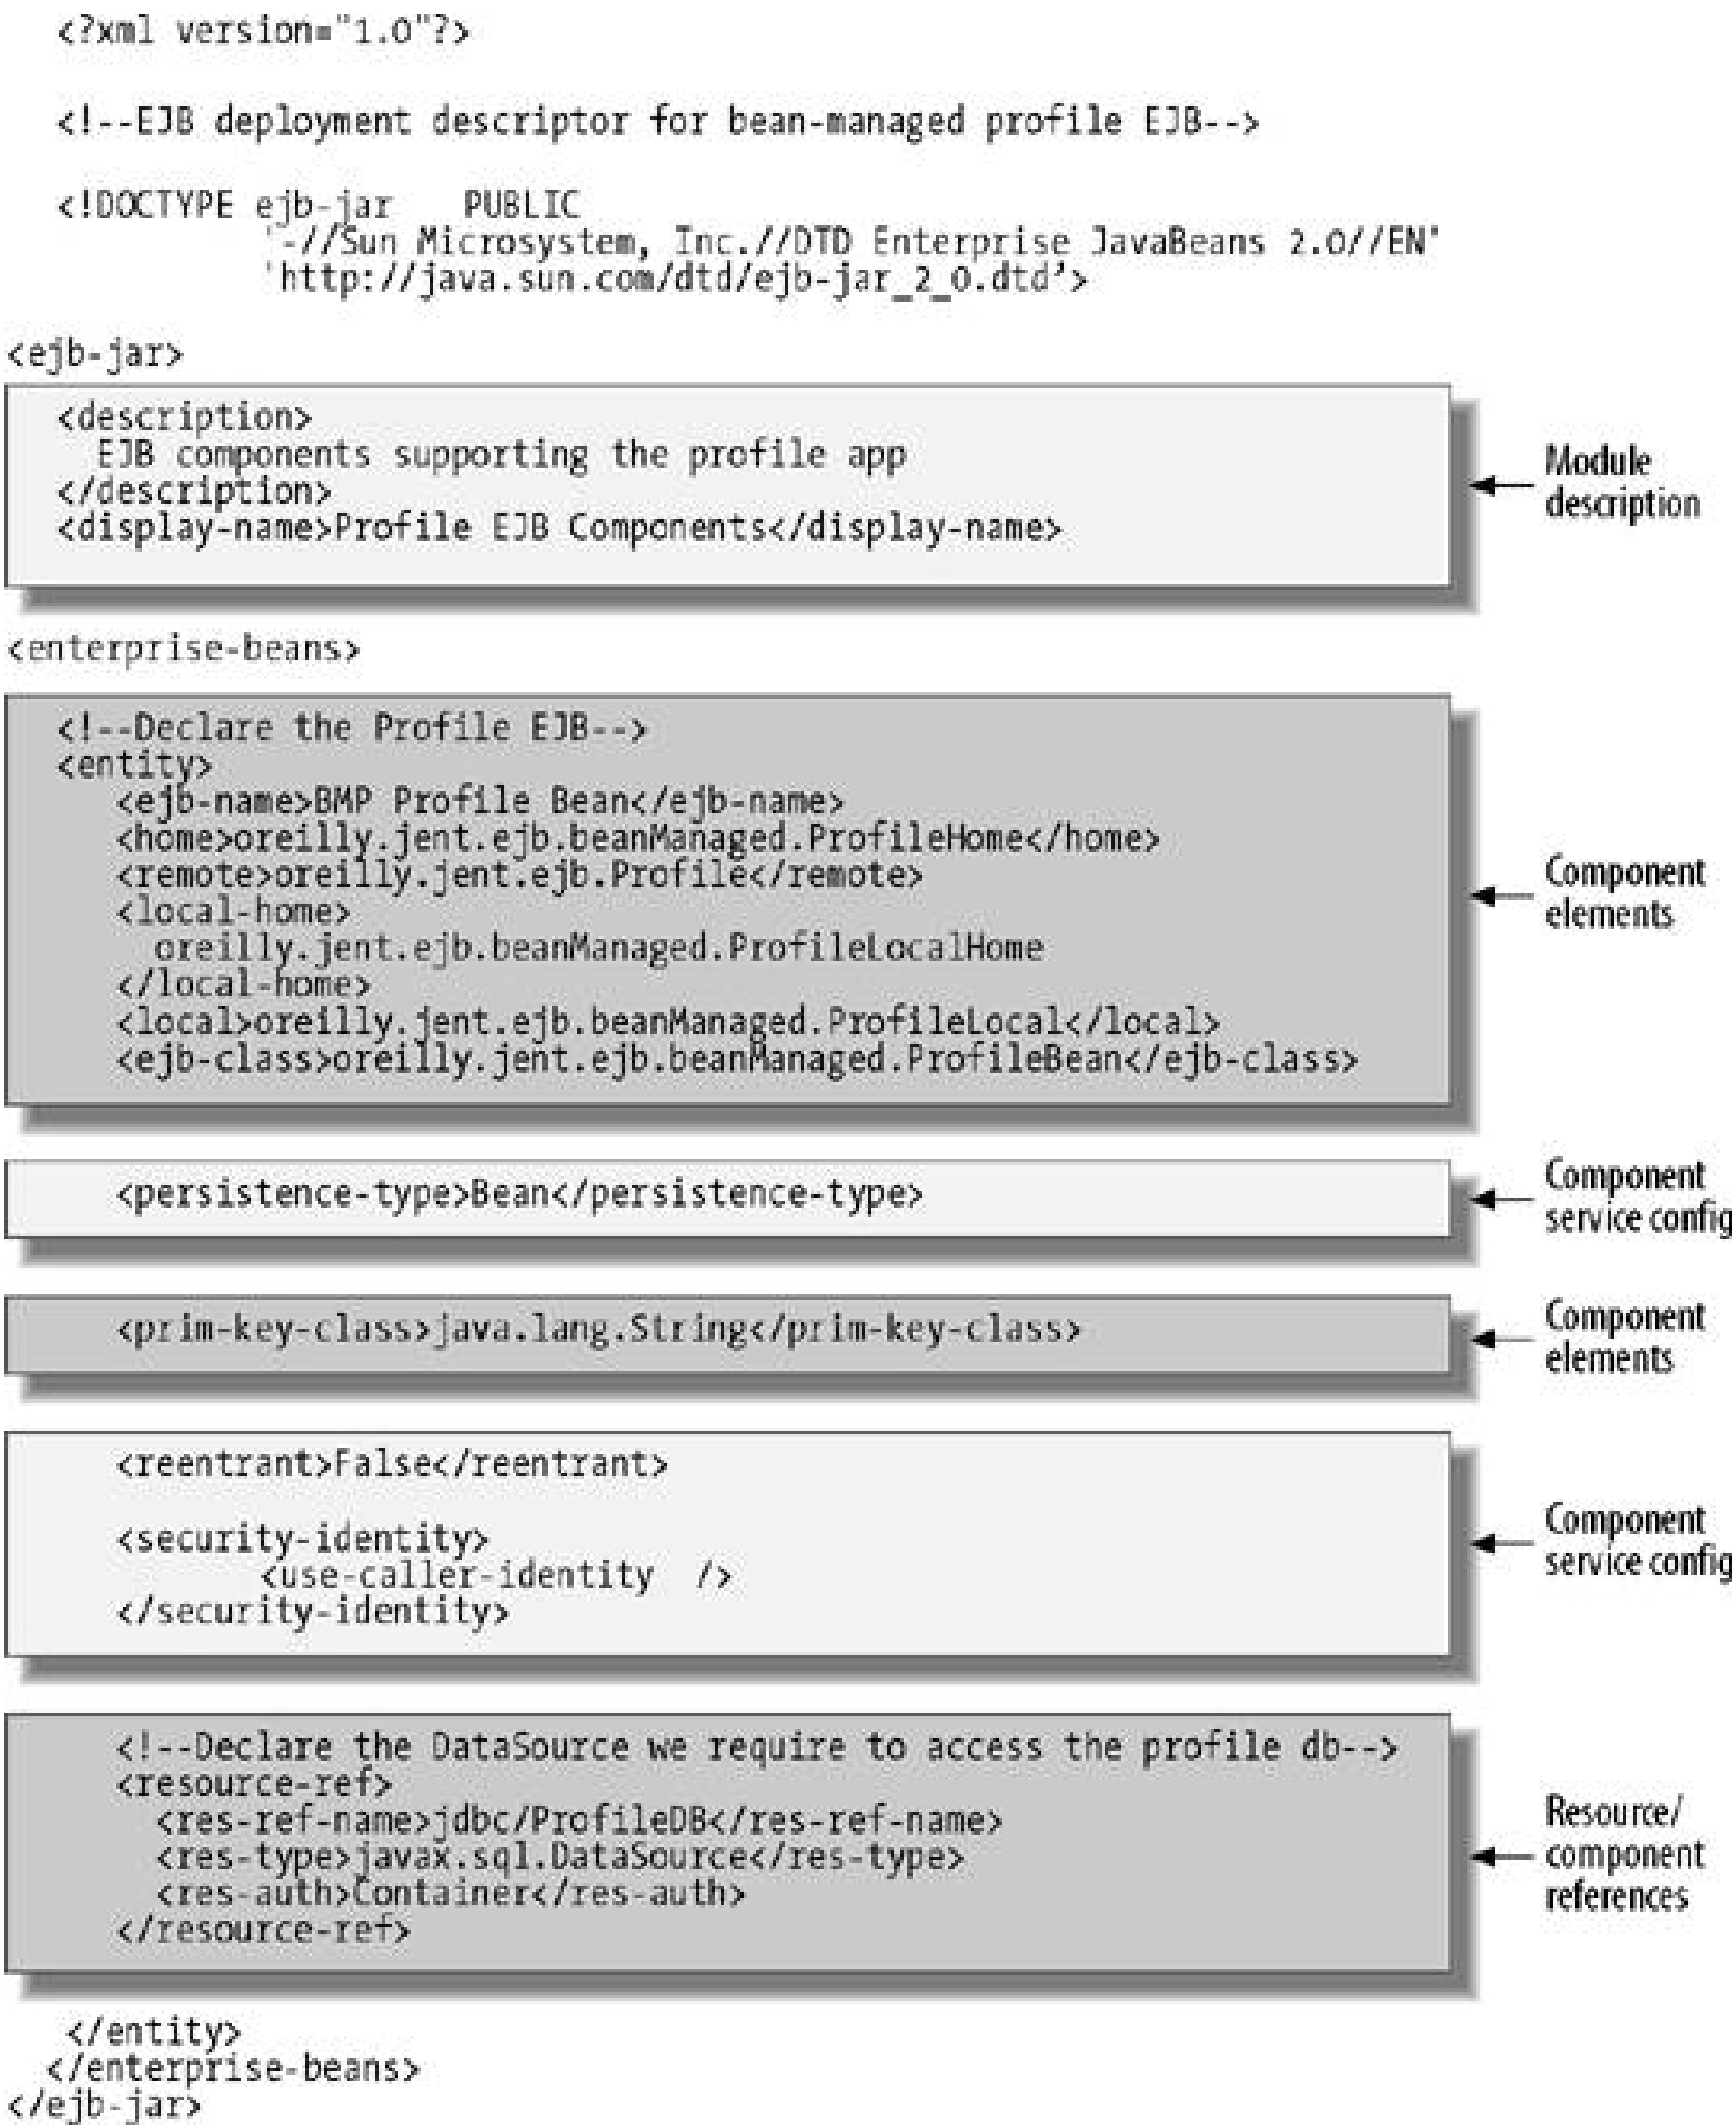 <?xml version="1.0"?>
<!--EJB deployment descriptor for bean-managed profile EJB-->
<!DOCTYPE ejb-jar PUBLIC
'-//Sun Microsystem, Inc.//DTD Enterprise JavaBeans 2.0//EN'
'http://java.sun.com/dtd/ejb-jar_2_0.dtd'>
<ejb-jar>
<description>
EJB components supporting the profile app
</description>
<display-name>Profile EJB Components</display-name>
Module
description
<enterprise-beans>
<!--Declare the Profile EJB-->
<entity>
<ejb-name>BMP Profile Bean</ejb-name>
<home>oreilly.jent.ejb.beanManaged.ProfileHome</home>
<remote>oreilly.jent.ejb.Profile</remote>
<local-home>
oreilly.jent.ejb.beanManaged.ProfileLocalHome
</local-home>
<local>oreilly.jent.ejb.beanManaged.ProfileLocal</local>
<ejb-class>oreilly.jent.ejb.beanManaged.ProfileBean</ejb-class>
Component
elements
<persistence-type>Bean</persistence-type>
Component
service config
<prim-key-class>java.lang.String</prim-key-class>
Component
elements
<reentrant>False</reentrant>
<security-identity>
<use-caller-identity />
</security-identity>
Component
service config
<!--Declare the DataSource we require to access the profile db-->
<resource-ref>
<res-ref-name>jdbc/ProfileDB</res-ref-name>
<res-type>javax.sql.DataSource</res-type>
<res-auth>Container</res-auth>
</resource-ref>
Resource/
component
references
</entity>
</enterprise-beans>
</ejb-jar>